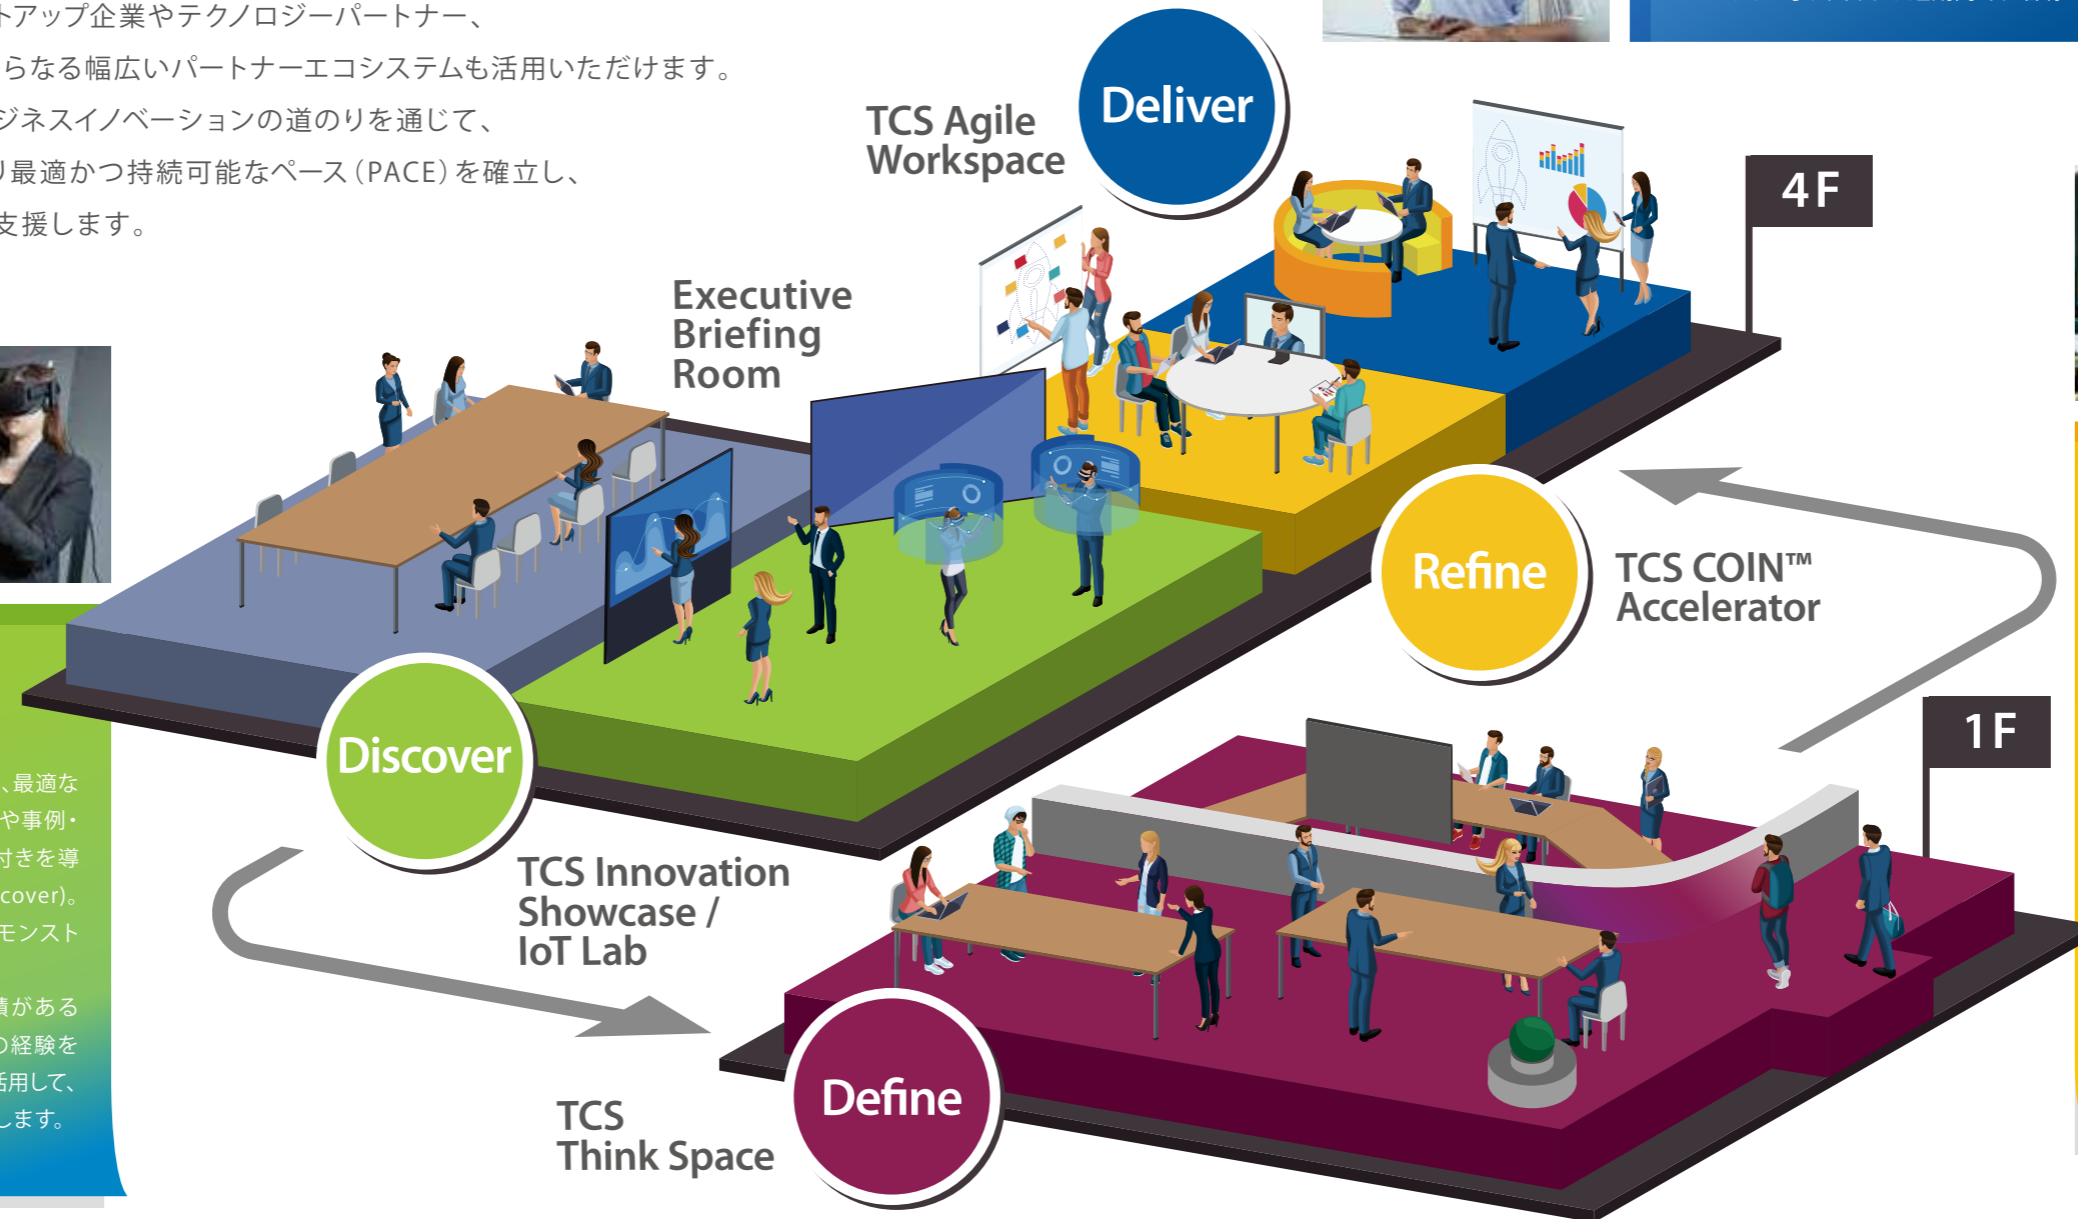 トアップ企業やテクノロジーパートナー、
らなる幅広いパートナーエコシステムも活用いただけます。
ジネスイノベーションの道のりを通じて、
り最適かつ持続可能なペース（PACE）を確立し、
支援します。
Deliver
TCS Agile
Workspace
4F
Executive
Briefing
Room
Refine
TCS COIN™
Accelerator
1F
Discover
TCS Innovation
Showcase /
IoT Lab
、最適な
や事例・
付きを導
cover)。
モンスト
績がある
の経験を
活用して、
します。
Define
TCS
Think Space